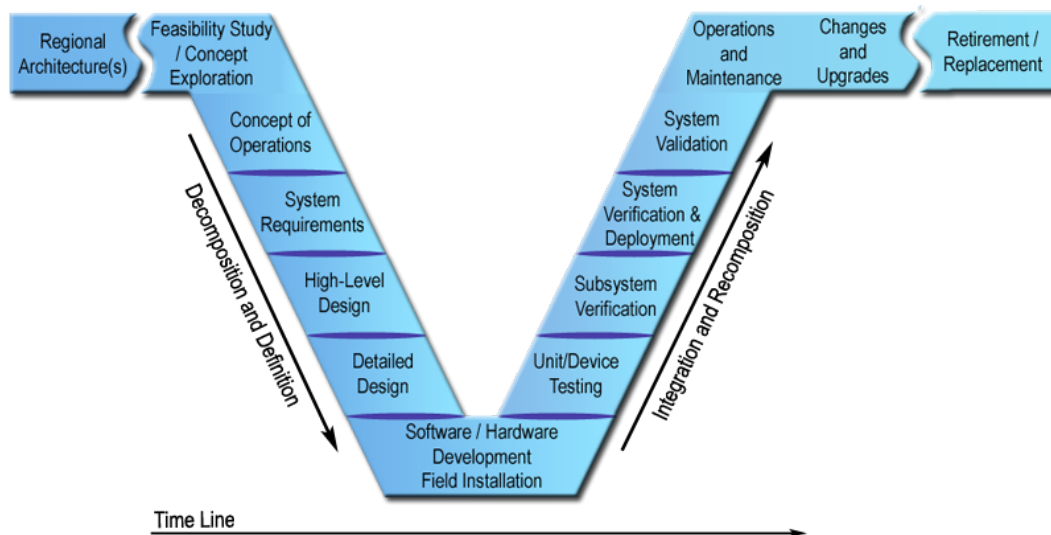 Regional
Architecture(s)
Feasibility Study
/ Concept
Exploration
Concept of
Operations
System
Requirements
High-Level
Design
Detailed
Design
Software / Hardware
Development
Field Installation
Unit/Device
Testing
Subsystem
Verification
System
Verification &
Deployment
System
Validation
Operations
and
Maintenance
Changes
and
Upgrades
Retirement /
Replacement
Decomposition and Definition
Integration and Recomposition
Time Line